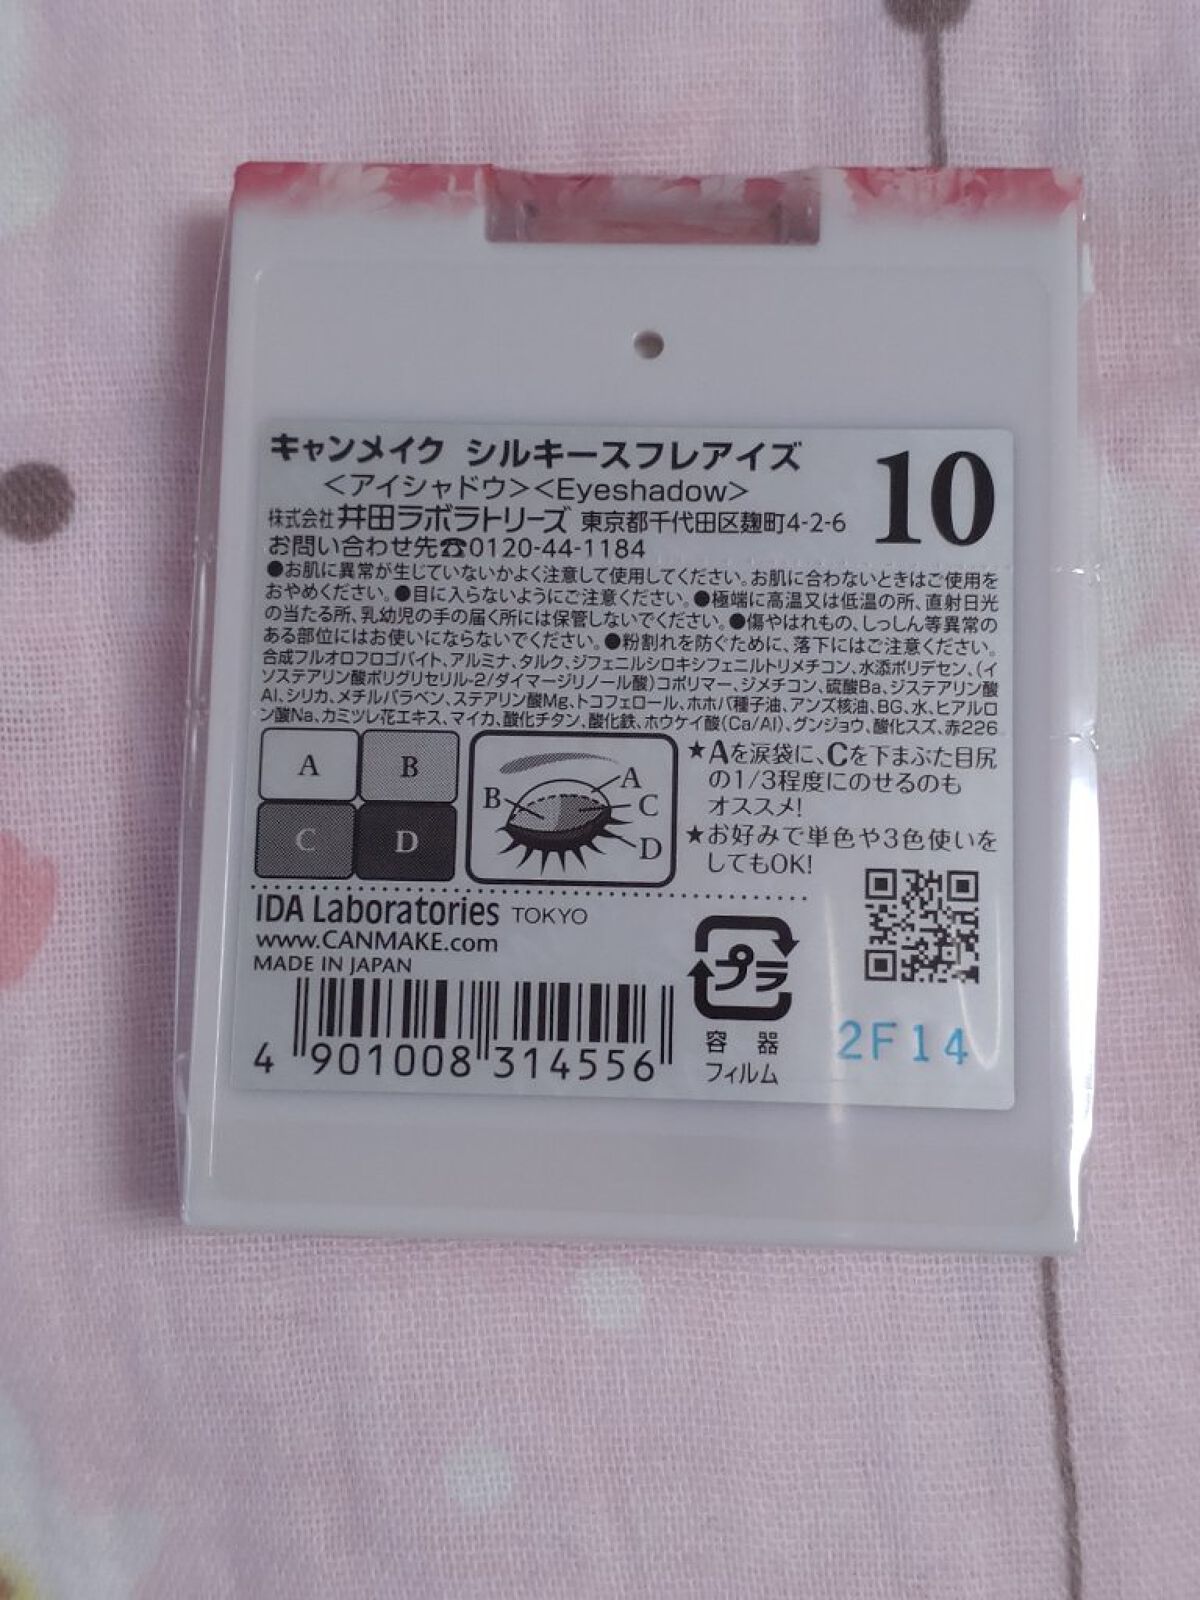 キャンメイク シルキースフレアイズ
<アイシャドウ><Eyeshadow>
10
株式会社 井田ラボラトリーズ 東京都千代田区麹町4-2-6
お問い合わせ先☎0120-44-1184
●お肌に異常が生じていないかよく注意して使用してください。お肌に合わないときはご使用を
おやめください。●目に入らないようにご注意ください。●極端に高温又は低温の所、直射日光
の当たる所、乳幼児の手の届く所には保管しないでください。●傷やはれもの、しっしん等異常の
ある部位にはお使いにならないでください。●粉割れを防ぐために、落下にはご注意ください。
合成フルオロフロゴパイト、アルミナ、タルク、ジフェニルシロキシフェニルトリメチコン、水添ポリデセン、(イ
ソステアリン酸ポリグリセリル-2/ダイマージリノール酸)コポリマー、ジメチコン、硫酸Ba、ジステアリン酸
Al、シリカ、メチルパラベン、ステアリン酸Mg、トコフェロール、ホホバ種子油、アンズ核油、BG、水、ヒアルロ
ン酸Na、カミツレ花エキス、マイカ、酸化チタン、酸化鉄、ホウケイ酸(Ca/Al)、グンジョウ、酸化スズ、赤226
A B
C D
B A
C
D
★Aを涙袋に、Cを下まぶた目尻
の1/3程度にのせるのも
オススメ!
★お好みで単色や3色使いを
してもOK!
IDA Laboratories TOKYO
www.CANMAKE.com
MADE IN JAPAN
4 901008 314556
プラ
容 器
フィルム
2F14